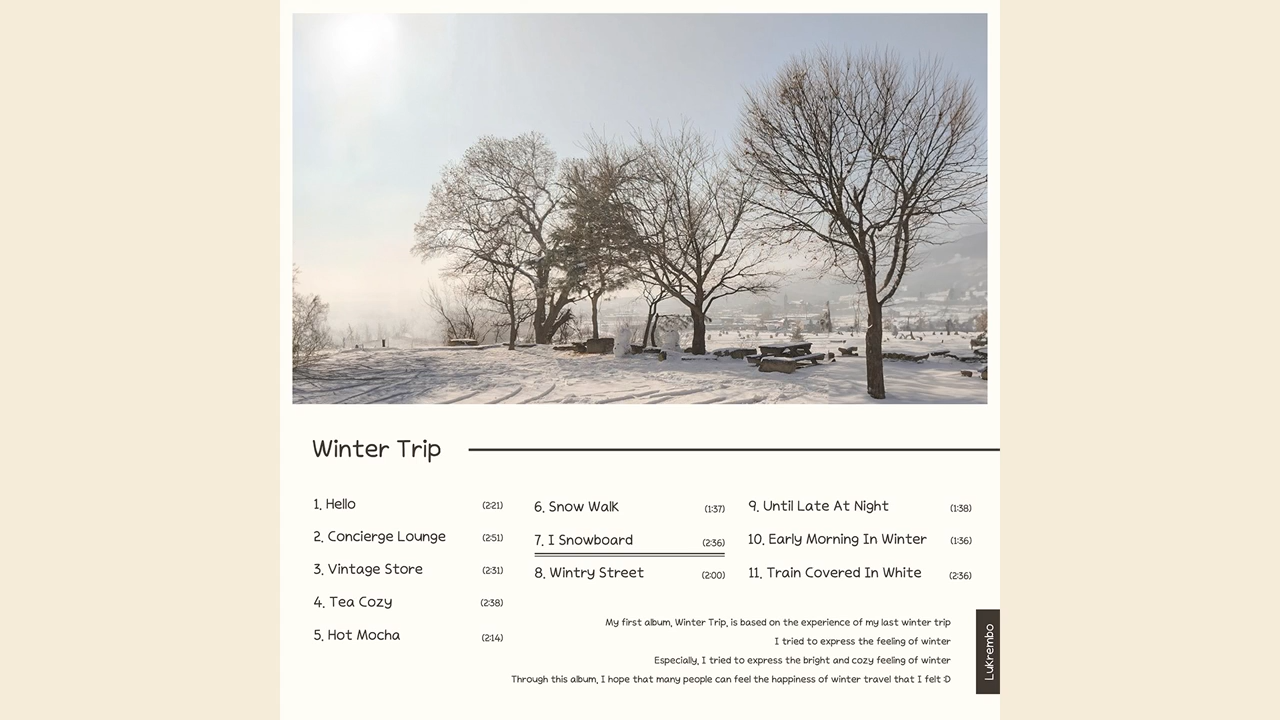 Winter Trip
1. Hello (2:21)
2. Concierge Lounge (2:51)
3. Vintage Store (2:31)
4. Tea Cozy (2:38)
5. Hot Mocha (2:14)
6. Snow Walk (1:37)
7. I Snowboard (2:36)
8. Wintry Street (2:00)
9. Until Late At Night (1:38)
10. Early Morning In Winter (1:36)
11. Train Covered In White (2:36)
My first album, Winter Trip, is based on the experience of my last winter trip
I tried to express the feeling of winter
Especially, I tried to express the bright and cozy feeling of winter
Through this album, I hope that many people can feel the happiness of winter travel that I felt :D
Lukrembo